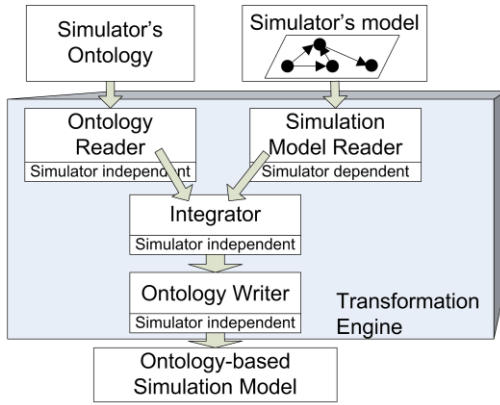 Simulator's
Ontology
Simulator's model
Ontology
Reader
Simulator independent
Simulation
Model Reader
Simulator dependent
Integrator
Simulator independent
Ontology Writer
Simulator independent
Transformation
Engine
Ontology-based
Simulation Model